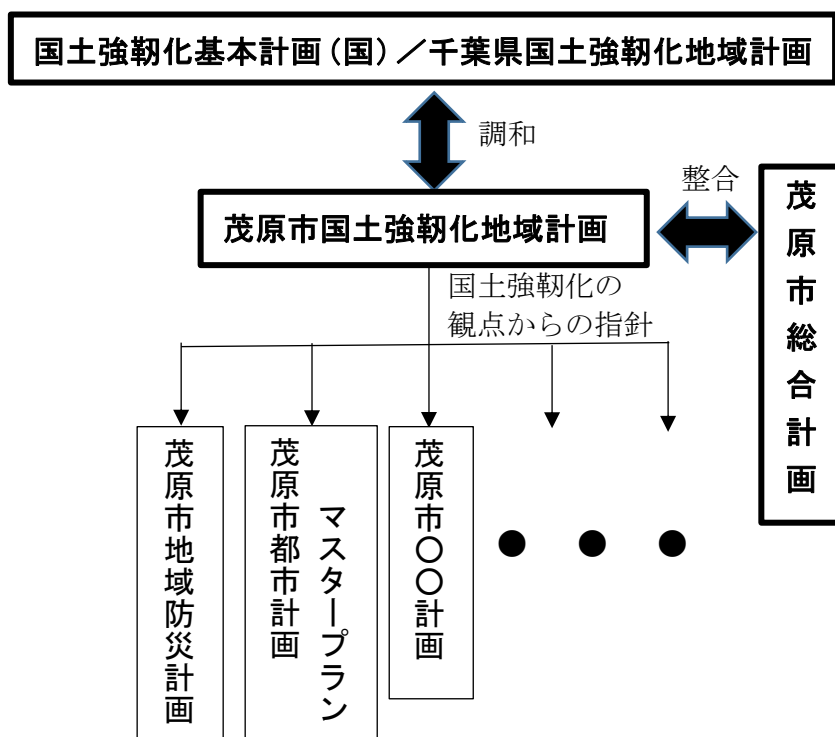 国土強靭化基本計画（国）／千葉県国土強靭化地域計画
調和
整合
茂原市国土強靭化地域計画
茂原市総合計画
国土強靭化の
観点からの指針
茂原市地域防災計画
茂原市都市計画
マスタープラン
茂原市〇〇計画
● ● ●